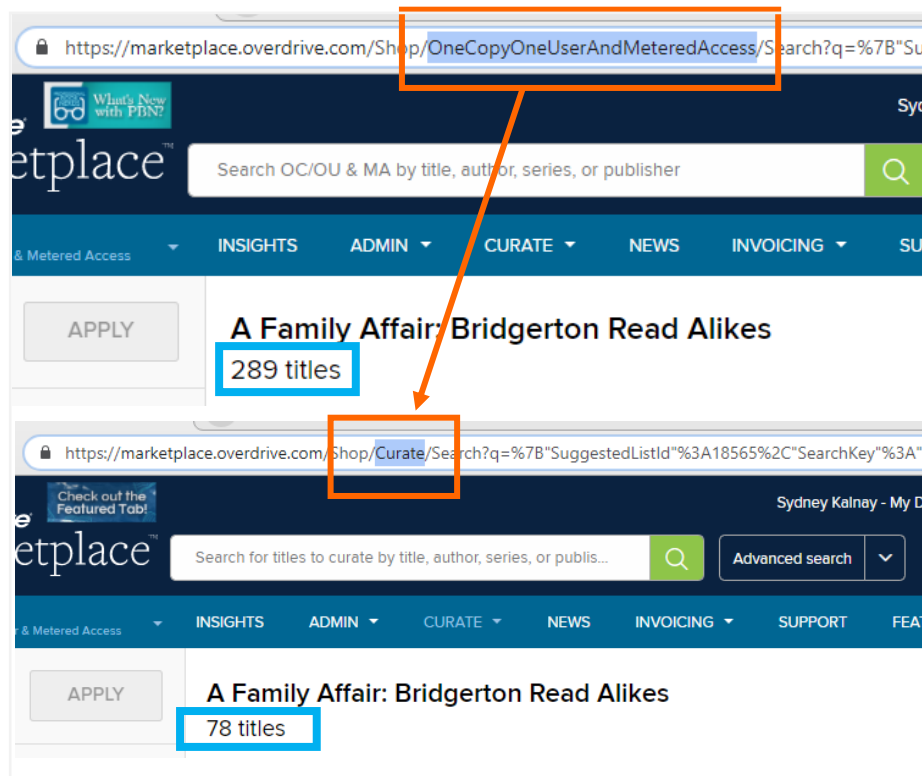 https://marketplace.overdrive.com/Shop/OneCopyOneUserAndMeteredAccess/Search?q=%7B"Su
What's New
with PBN?
Syd
e
etplace™
Search OC/OU & MA by title, author, series, or publisher
& Metered Access INSIGHTS ADMIN CURATE NEWS INVOICING SU
APPLY
A Family Affair: Bridgerton Read Alikes
289 titles
https://marketplace.overdrive.com/Shop/Curate/Search?q=%7B"SuggestedListId"%3A18565%2C"SearchKey"%3A"
Check out the
Featured Tab!
Sydney Kalnay - My D
e
etplace™
Search for titles to curate by title, author, series, or publis...
Advanced search
r & Metered Access INSIGHTS ADMIN CURATE NEWS INVOICING SUPPORT FEA
APPLY
A Family Affair: Bridgerton Read Alikes
78 titles